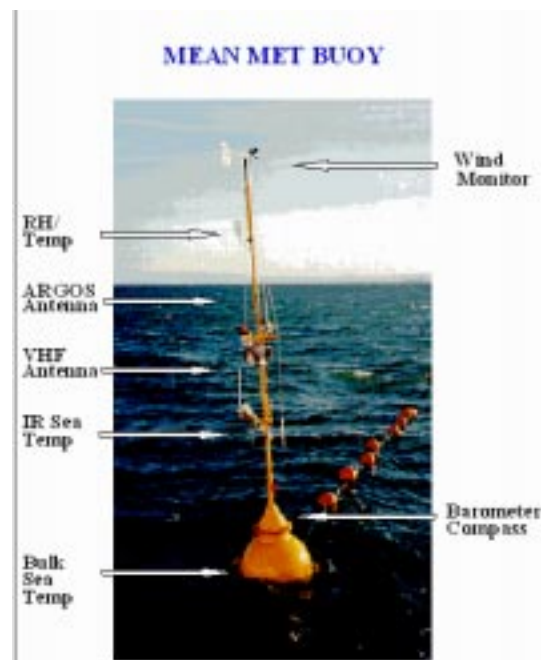 MEAN MET BUOY
Wind
Monitor
RH/
Temp
ARGOS
Antenna
VHF
Antenna
IR Sea
Temp
Barometer
Compass
Bulk
Sea
Temp